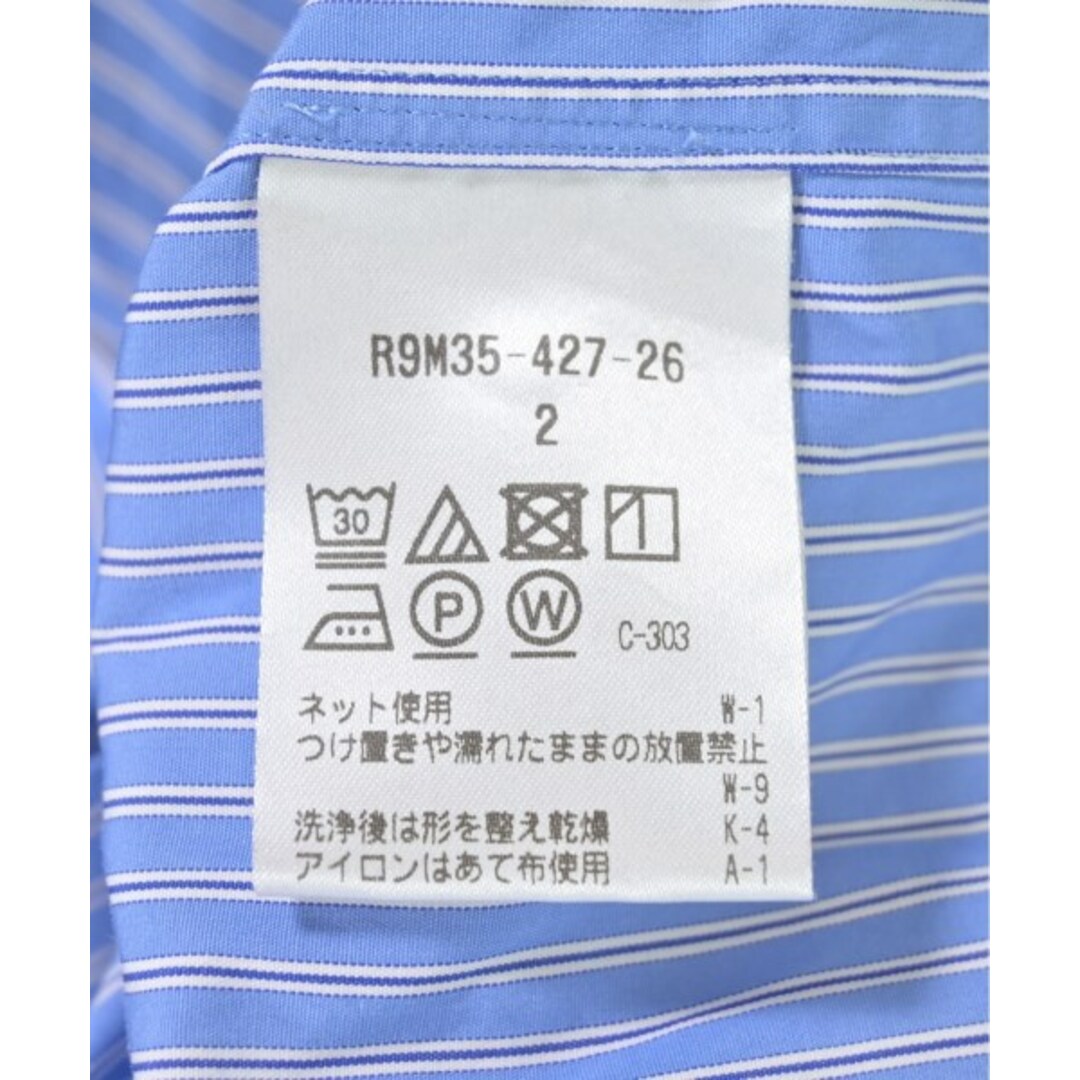 R9M35-427-26
2
30
P W C-303
ネット使用 W-1
つけ置きや濡れたままの放置禁止
W-9
洗浄後は形を整え乾燥 K-4
アイロンはあて布使用 A-1